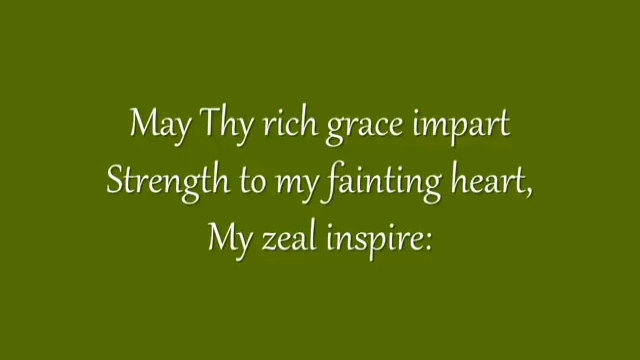 May Thy rich grace impart
Strength to my fainting heart,
My zeal inspire: